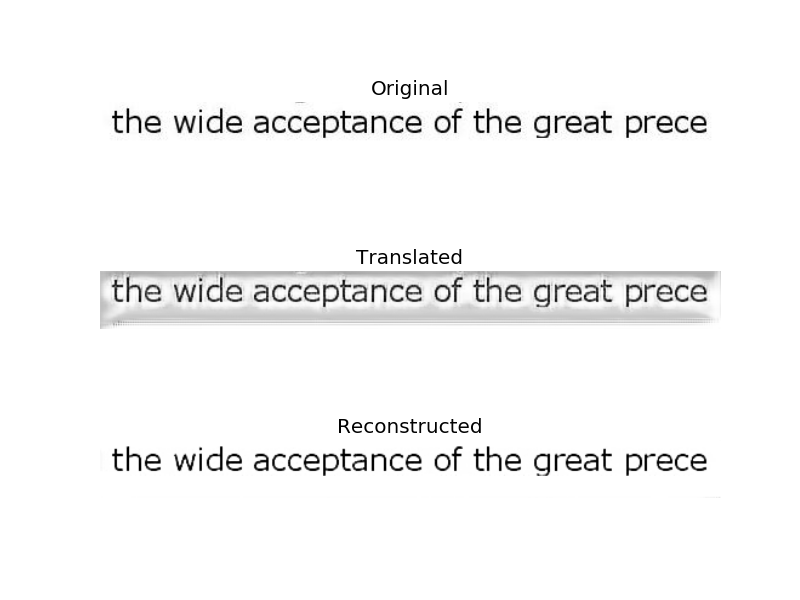 Original
the wide acceptance of the great prece
Translated
the wide acceptance of the great prece
Reconstructed
the wide acceptance of the great prece